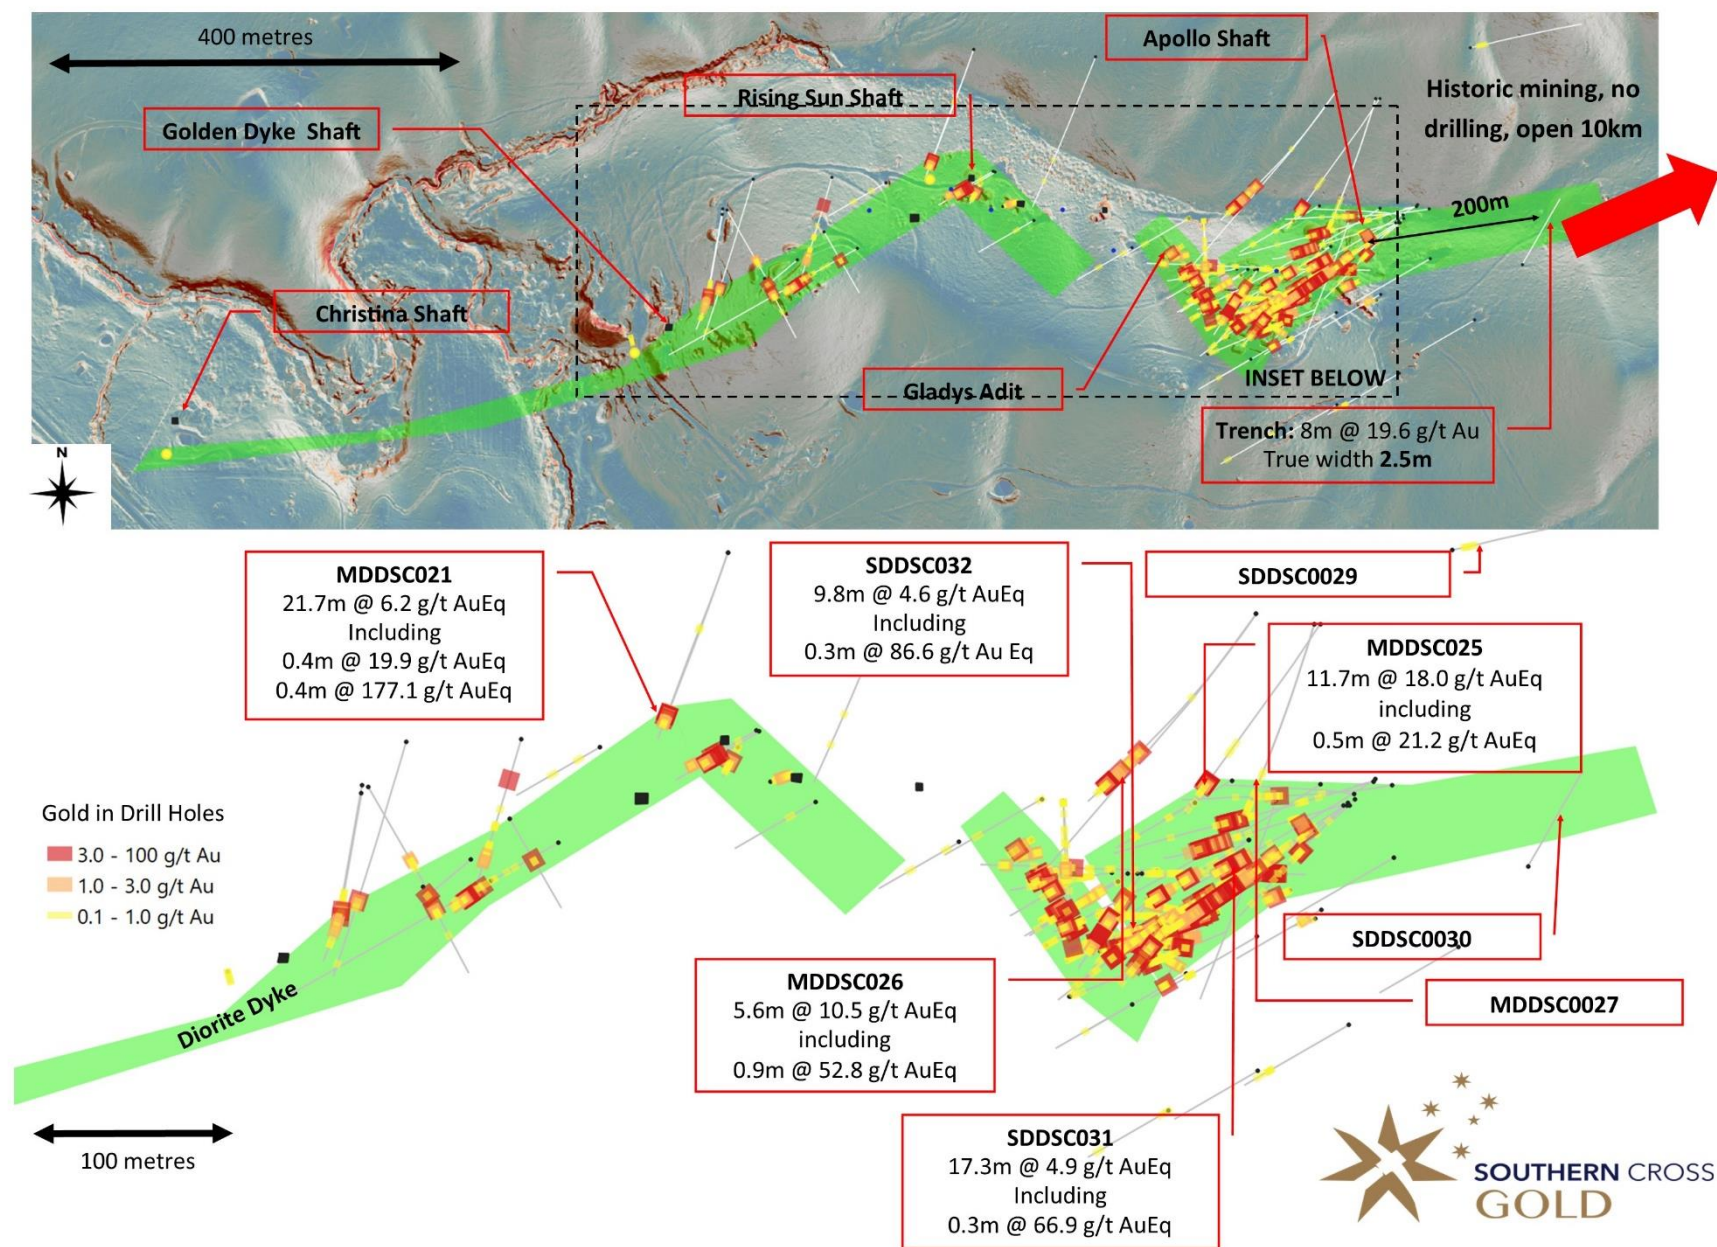 400 metres
Apollo Shaft
Rising Sun Shaft
Historic mining, no
drilling, open 10km
Golden Dyke Shaft
200m
Christina Shaft
Gladys Adit
INSET BELOW
Trench: 8m @ 19.6 g/t Au
True width 2.5m
N
MDDSC021
21.7m @ 6.2 g/t AuEq
Including
0.4m @ 19.9 g/t AuEq
0.4m @ 177.1 g/t AuEq
SDDSC032
9.8m @ 4.6 g/t AuEq
Including
0.3m @ 86.6 g/t Au Eq
SDDSC0029
MDDSC025
11.7m @ 18.0 g/t AuEq
including
0.5m @ 21.2 g/t AuEq
Gold in Drill Holes
3.0 - 100 g/t Au
1.0 - 3.0 g/t Au
0.1 - 1.0 g/t Au
SDDSC0030
MDDSC026
5.6m @ 10.5 g/t AuEq
including
0.9m @ 52.8 g/t AuEq
MDDSC0027
Diorite Dyke
100 metres
SDDSC031
17.3m @ 4.9 g/t AuEq
Including
0.3m @ 66.9 g/t AuEq
SOUTHERN CROSS
GOLD